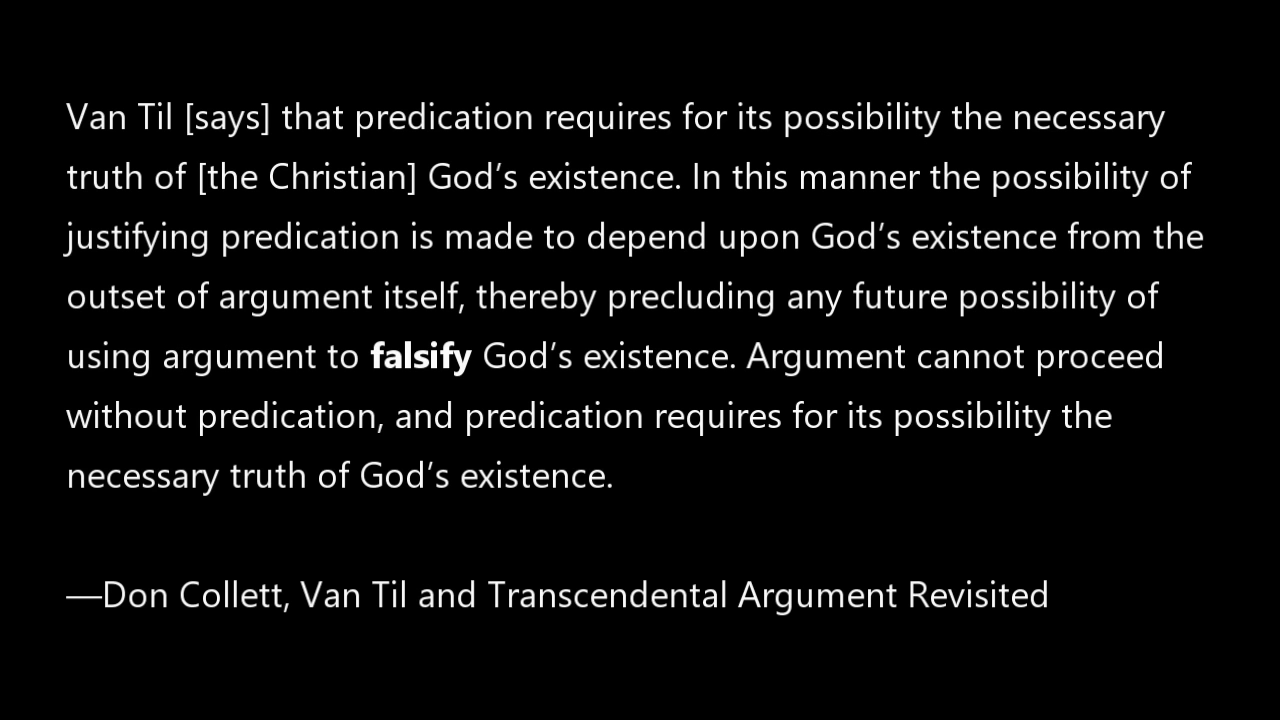 Van Til [says] that predication requires for its possibility the necessary
truth of [the Christian] God’s existence. In this manner the possibility of
justifying predication is made to depend upon God’s existence from the
outset of argument itself, thereby precluding any future possibility of
using argument to falsify God’s existence. Argument cannot proceed
without predication, and predication requires for its possibility the
necessary truth of God’s existence.
—Don Collett, Van Til and Transcendental Argument Revisited